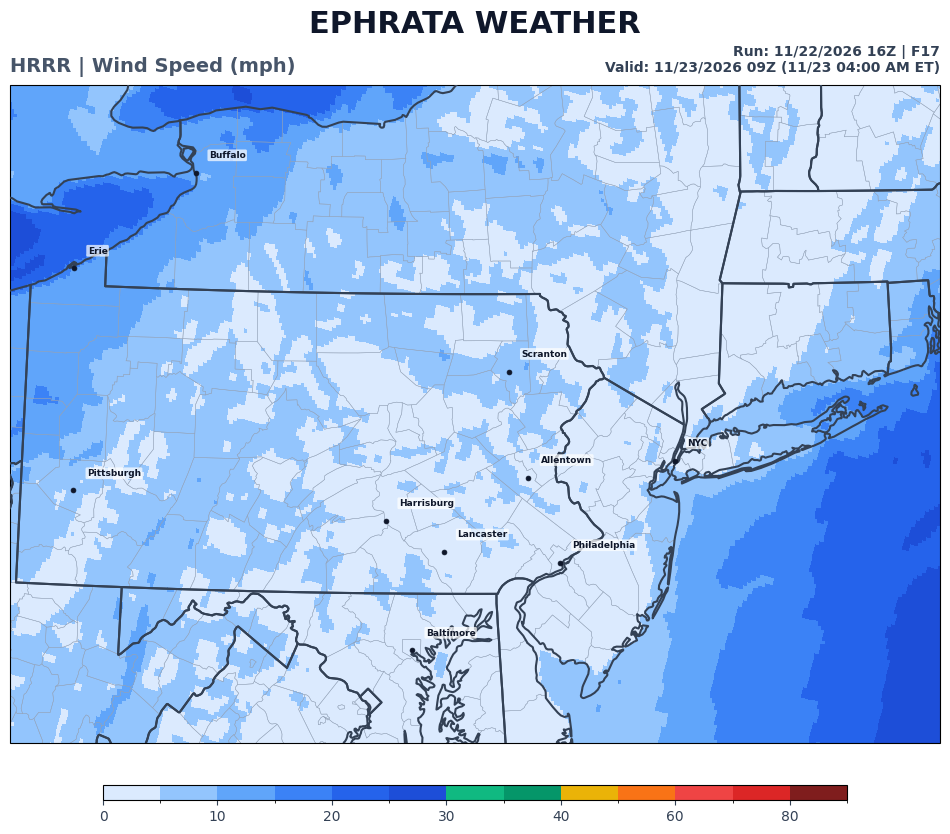 EPHRATA WEATHER
HRRR | Wind Speed (mph)
Run: 11/22/2026 16Z | F17
Valid: 11/23/2026 09Z (11/23 04:00 AM ET)
Buffalo
Erie
Scranton
NYC
Allentown
Pittsburgh
Harrisburg
Lancaster
Philadelphia
Baltimore
0 10 20 30 40 50 60 70 80